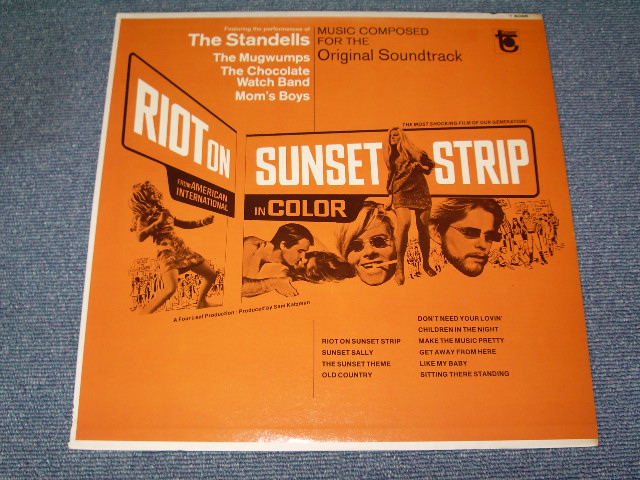 Featuring the performances of
The Standells
The Mugwumps
The Chocolate
Watch Band
Mom's Boys
MUSIC COMPOSED
FOR THE
Original Soundtrack
RIOT ON
FROM AMERICAN
INTERNATIONAL
THE MOST SHOCKING FILM OF OUR GENERATION!
SUNSET STRIP
IN COLOR
A Four Leaf Production · Produced by Sam Katzman
RIOT ON SUNSET STRIP
SUNSET SALLY
THE SUNSET THEME
OLD COUNTRY
DON'T NEED YOUR LOVIN'
CHILDREN IN THE NIGHT
MAKE THE MUSIC PRETTY
GET AWAY FROM HERE
LIKE MY BABY
SITTING THERE STANDING